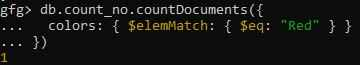 gfg> db.count_no.countDocuments({
...   colors: { $elemMatch: { $eq: "Red" } }
... })
1